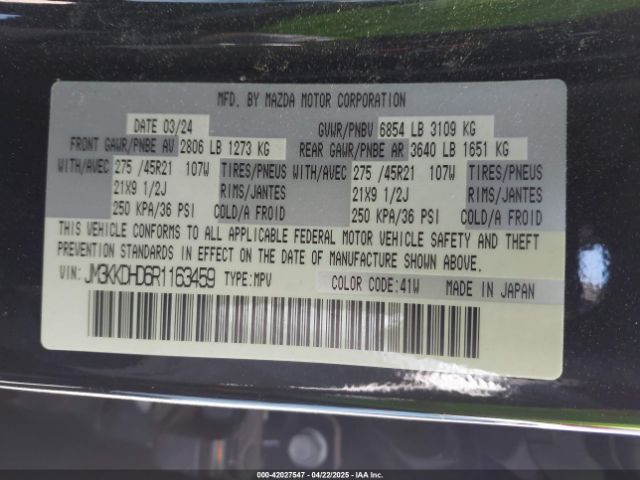 MFD. BY MAZDA MOTOR CORPORATION
DATE 03/24 GVWR/PNBV 6854 LB 3109 KG
FRONT GAWR/PNBE AV 2806 LB 1273 KG REAR GAWR/PNBE AR 3640 LB 1651 KG
WITH/AVEC 275 /45R21 107W TIRES/PNEUS WITH/AVEC 275 /45R21 107W TIRES/PNEUS
21X9 1/2J RIMS/JANTES 21X9 1/2J RIMS/JANTES
250 KPA/36 PSI COLD/A FROID 250 KPA/36 PSI COLD/A FROID
THIS VEHICLE CONFORMS TO ALL APPLICABLE FEDERAL MOTOR VEHICLE SAFETY AND THEFT
PREVENTION STANDARDS IN EFFECT ON THE DATE OF MANUFACTURE SHOWN ABOVE.
VIN: JM3KKDHD6R1163459 TYPE:MPV COLOR CODE:41W MADE IN JAPAN
000-42027547 - 04/22/2025 - IAAI.CA